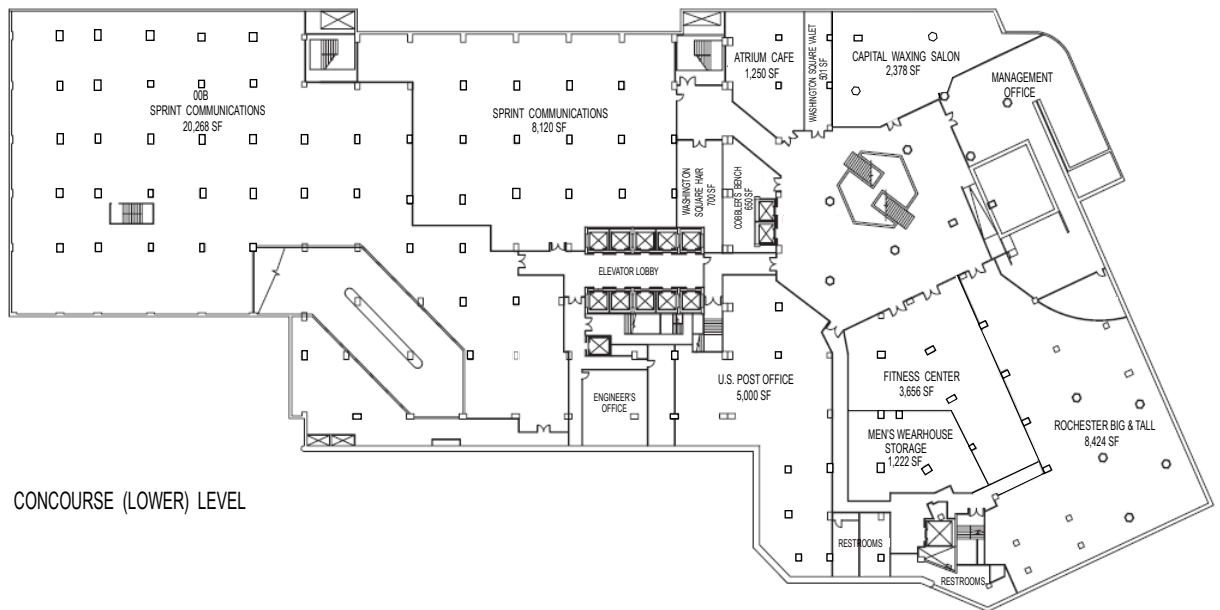 00B
SPRINT COMMUNICATIONS
20,268 SF
SPRINT COMMUNICATIONS
8,120 SF
ATRIUM CAFE
1,250 SF
WASHINGTON SQUARE VALET
501 SF
CAPITAL WAXING SALON
2,378 SF
MANAGEMENT
OFFICE
WASHINGTON
SQUARE HAIR
700 SF
COBBLER'S BENCH
650 SF
ELEVATOR LOBBY
U.S. POST OFFICE
5,000 SF
FITNESS CENTER
3,656 SF
ENGINEER'S
OFFICE
MEN'S WEARHOUSE
STORAGE
1,222 SF
ROCHESTER BIG & TALL
8,424 SF
CONCOURSE (LOWER) LEVEL
RESTROOMS
RESTROOMS